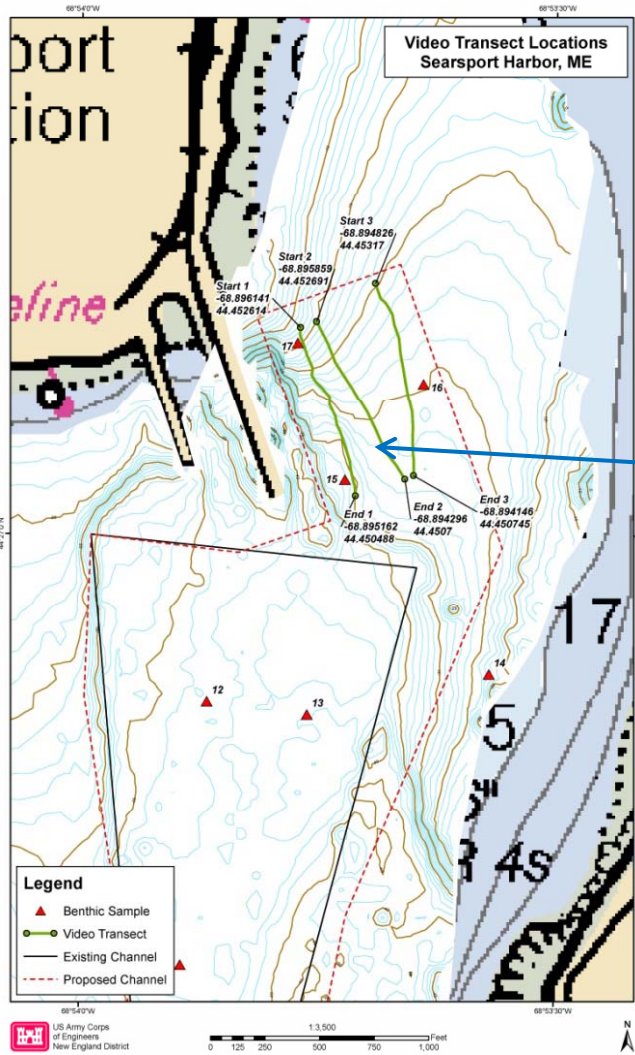 68°54'0"W
68°53'30"W
Video Transect Locations
Searsport Harbor, ME
port
tion
Start 3
-68.894826
44.45317
Start 2
-68.895859
44.452691
Start 1
-68.896141
44.452614
eline
17
16
15
End 1
-68.895162
44.450488
End 2
-68.894296
44.4507
End 3
-68.894146
44.450745
44°27'0"N
17
14
12
13
5
4s
Legend
Benthic Sample
Video Transect
Existing Channel
Proposed Channel
68°54'0"W
68°53'30"W
US Army Corps
of Engineers
New England District
1:3,500
Feet
0 125 250 500 750 1,000
N